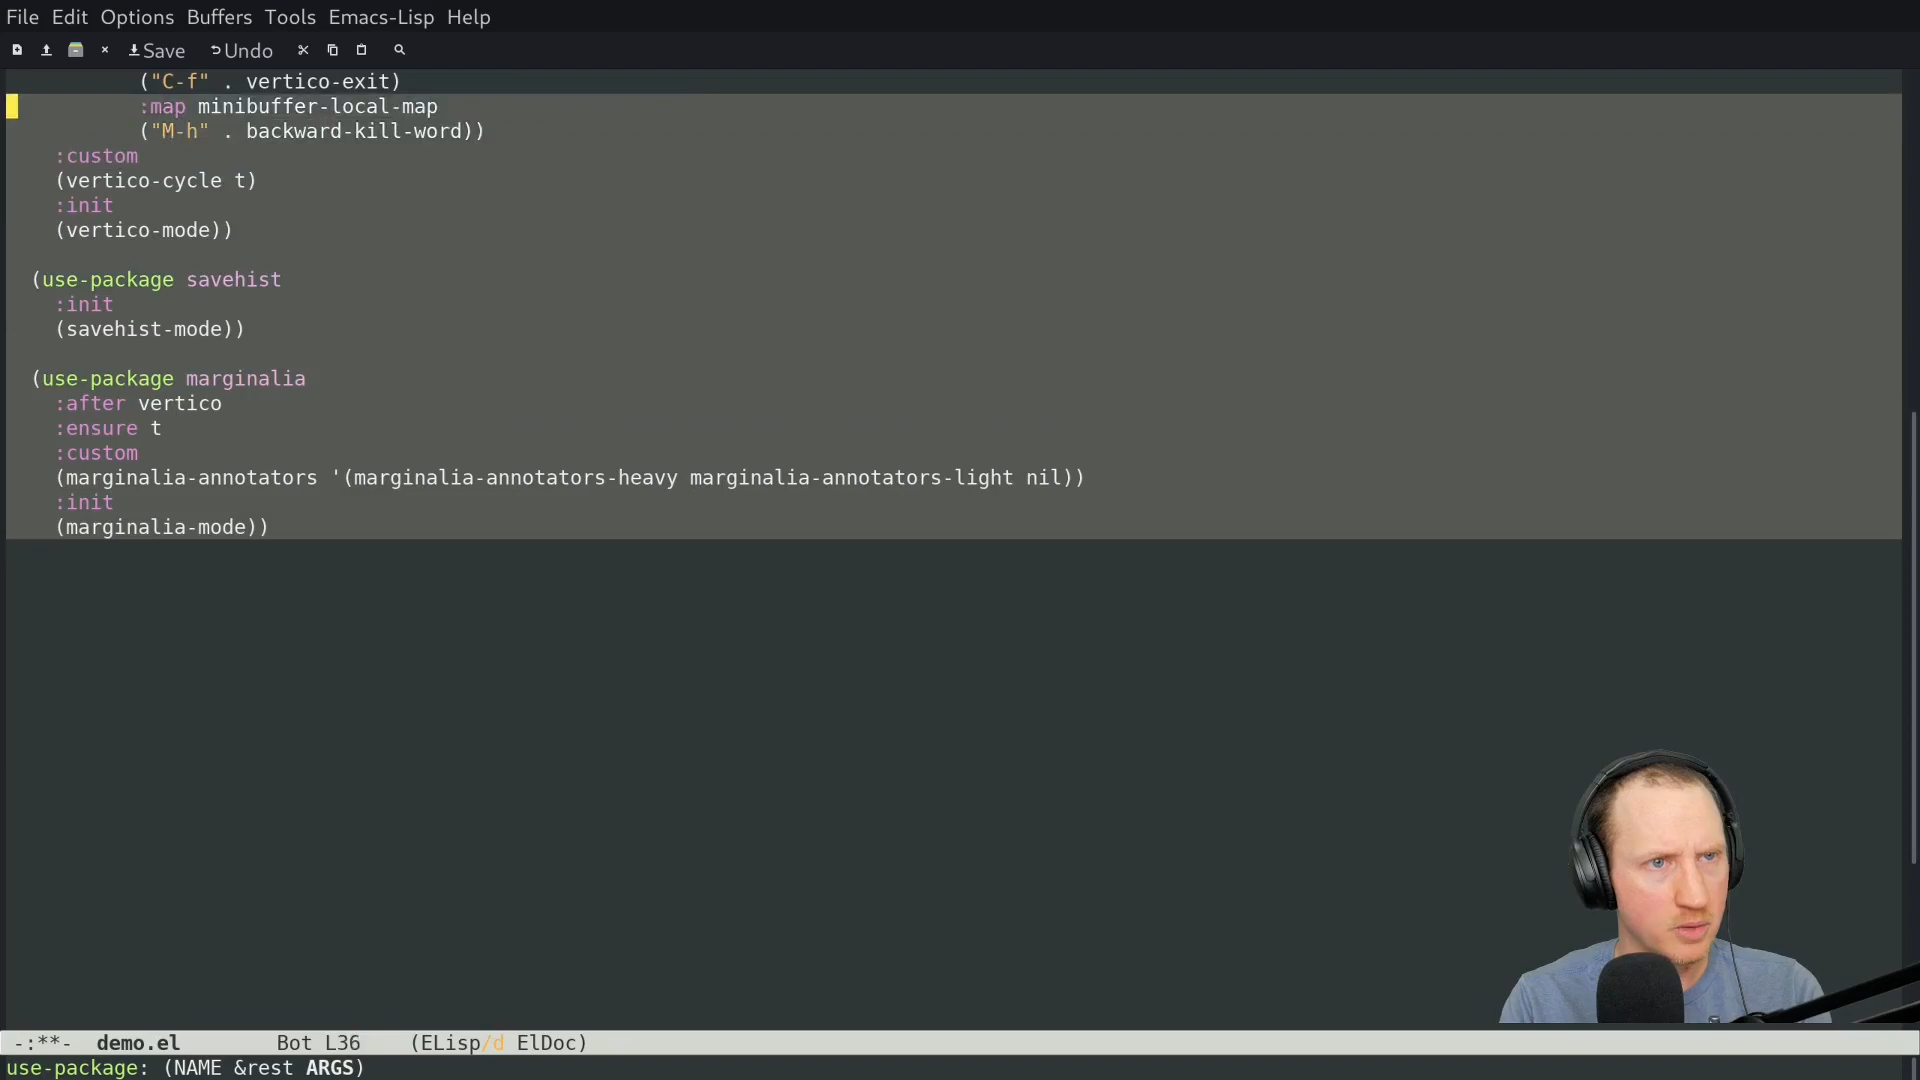 File Edit Options Buffers Tools Emacs-Lisp Help
Save Undo
("C-f" . vertico-exit)
:map minibuffer-local-map
("M-h" . backward-kill-word))
:custom
(vertico-cycle t)
:init
(vertico-mode))
(use-package savehist
:init
(savehist-mode))
(use-package marginalia
:after vertico
:ensure t
:custom
(marginalia-annotators '(marginalia-annotators-heavy marginalia-annotators-light nil))
:init
(marginalia-mode))
-:**- demo.el Bot L36 (ELisp/d ElDoc)
use-package: (NAME &rest ARGS)